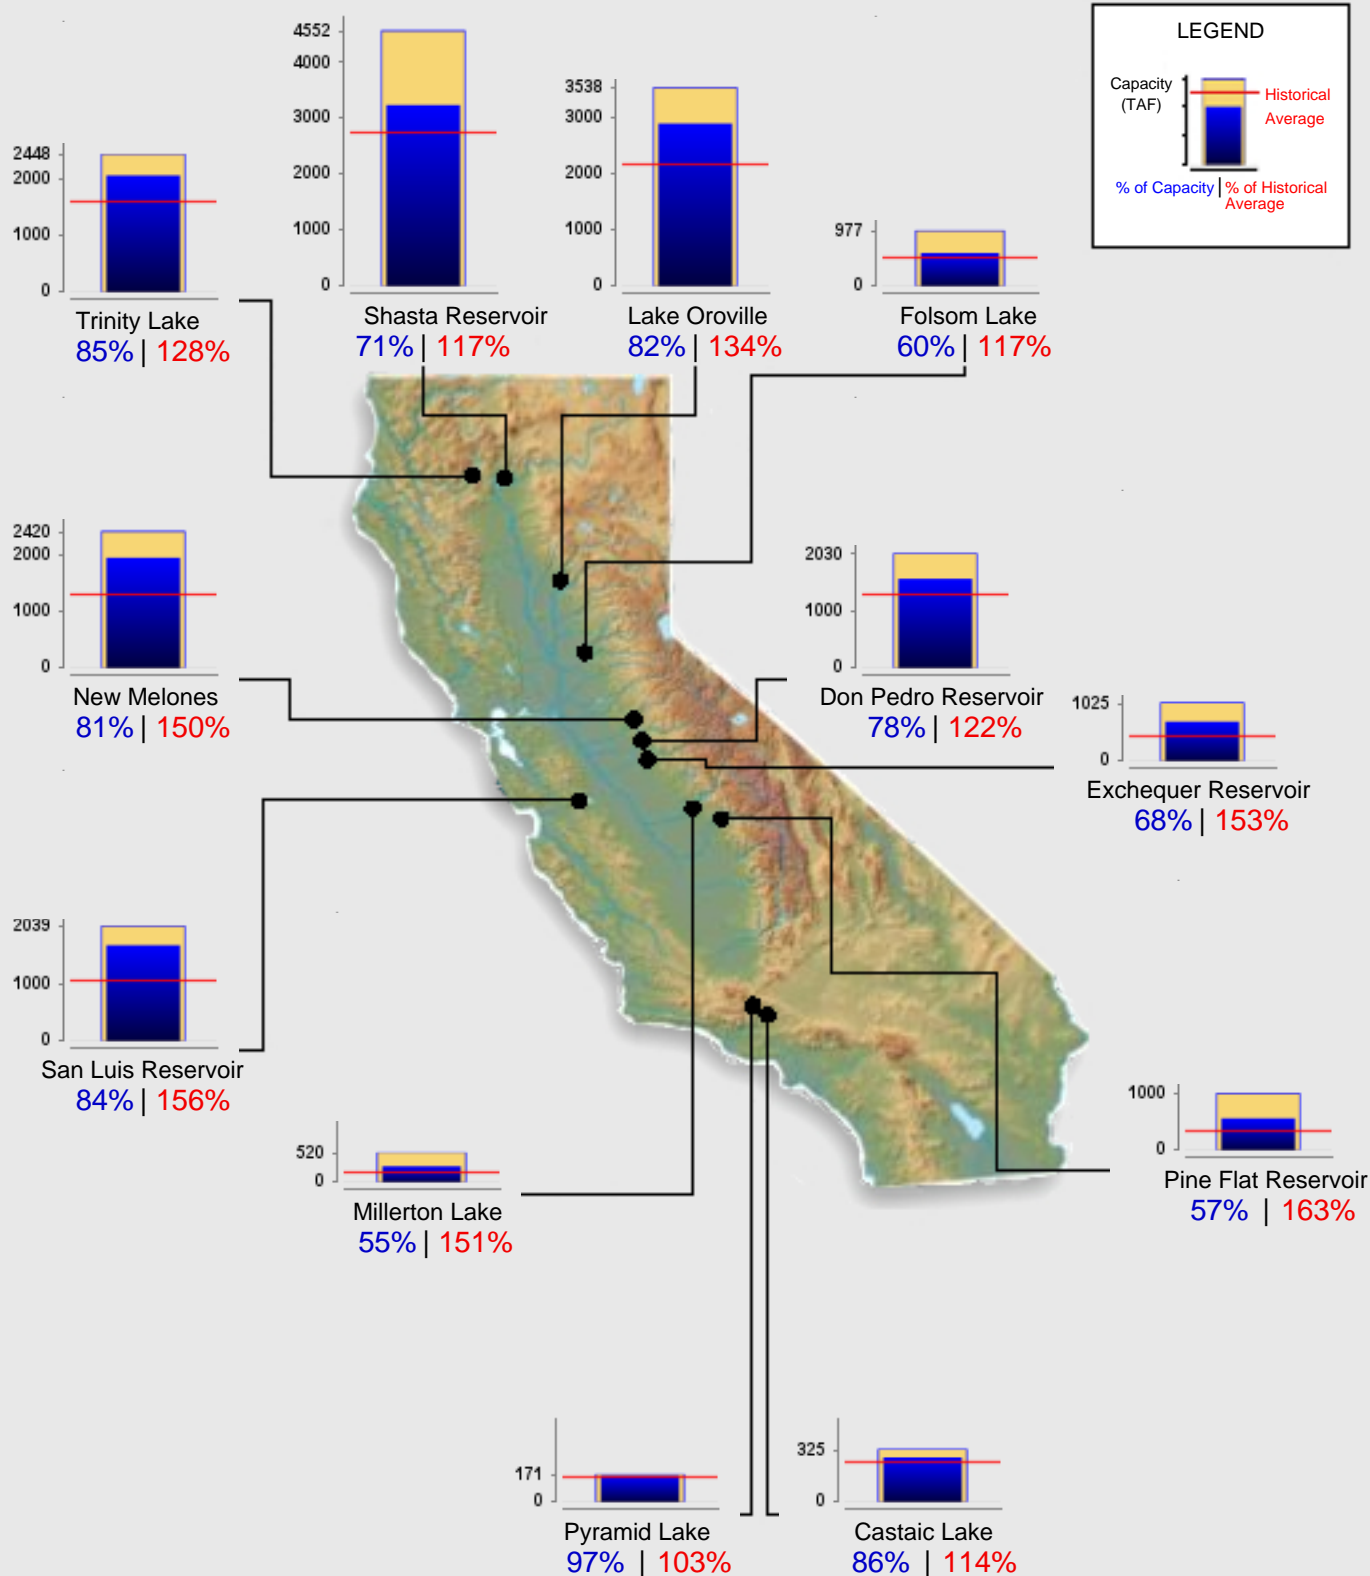 LEGEND
Capacity
(TAF)
Historical
Average
% of Capacity | % of Historical
Average
4552
4000
3000
2000
1000
0
Shasta Reservoir
71% | 117%
3538
3000
2000
1000
0
Lake Oroville
82% | 134%
2448
2000
1000
0
Trinity Lake
85% | 128%
977
0
Folsom Lake
60% | 117%
2420
2000
1000
0
New Melones
81% | 150%
2030
1000
0
Don Pedro Reservoir
78% | 122%
1025
0
Exchequer Reservoir
68% | 153%
2039
1000
0
San Luis Reservoir
84% | 156%
520
0
Millerton Lake
55% | 151%
1000
0
Pine Flat Reservoir
57% | 163%
171
0
Pyramid Lake
97% | 103%
325
0
Castaic Lake
86% | 114%